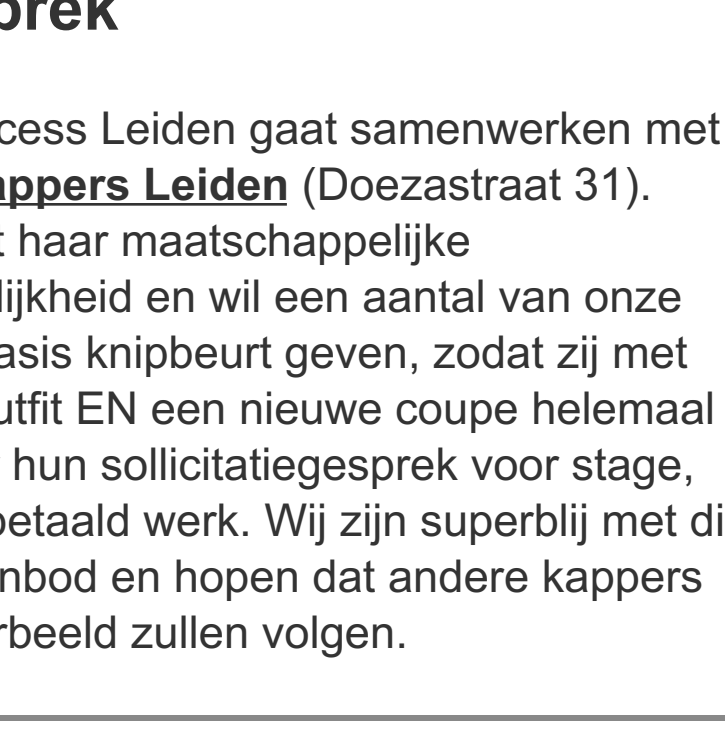 prek
cess Leiden gaat samenwerken met
appers Leiden (Doezastraat 31).
t haar maatschappelijke
lijkheid en wil een aantal van onze
asis knipbeurt geven, zodat zij met
utfit EN een nieuwe coupe helemaal
hun sollicitatiegesprek voor stage,
betaald werk. Wij zijn superblij met di
nbod en hopen dat andere kappers
rbeeld zullen volgen.